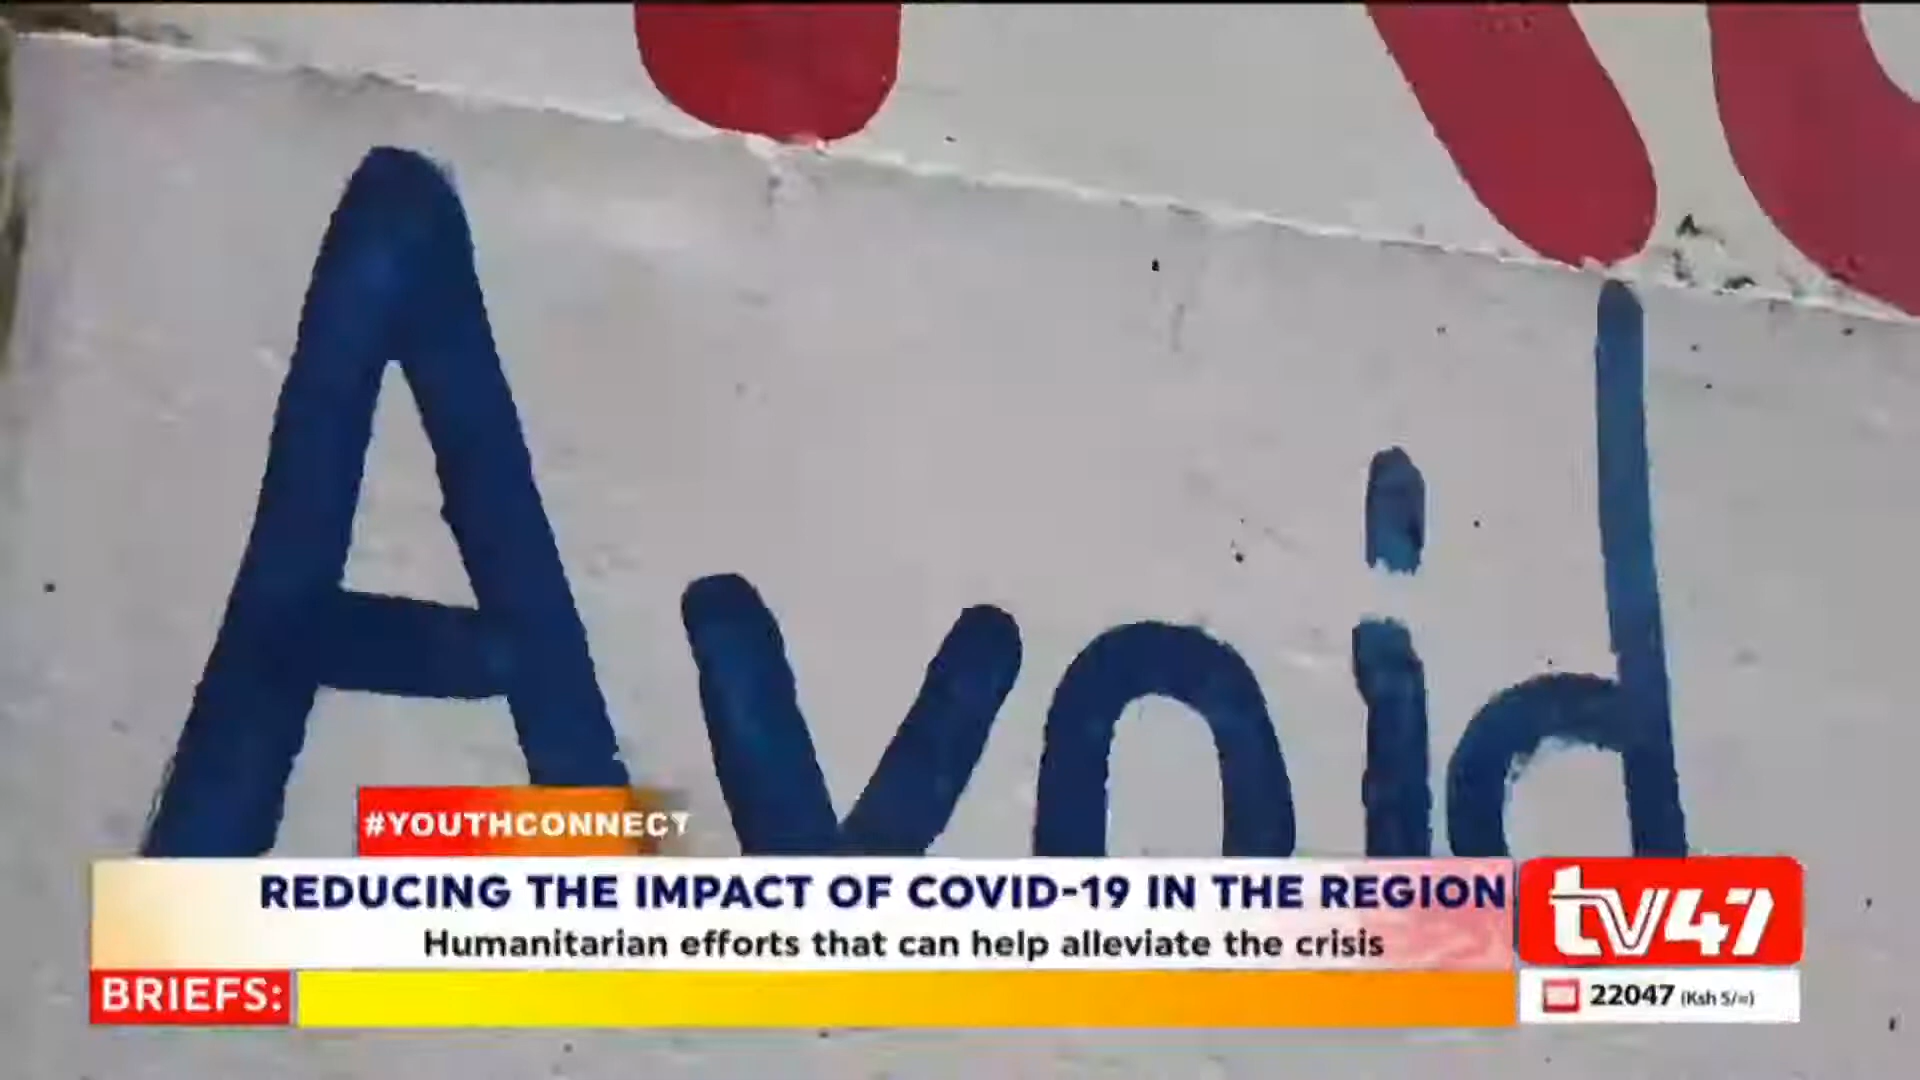 Avoid
#YOUTHCONNECT
REDUCING THE IMPACT OF COVID-19 IN THE REGION
Humanitarian efforts that can help alleviate the crisis
tv47
BRIEFS:
22047 (Ksh 5/=)